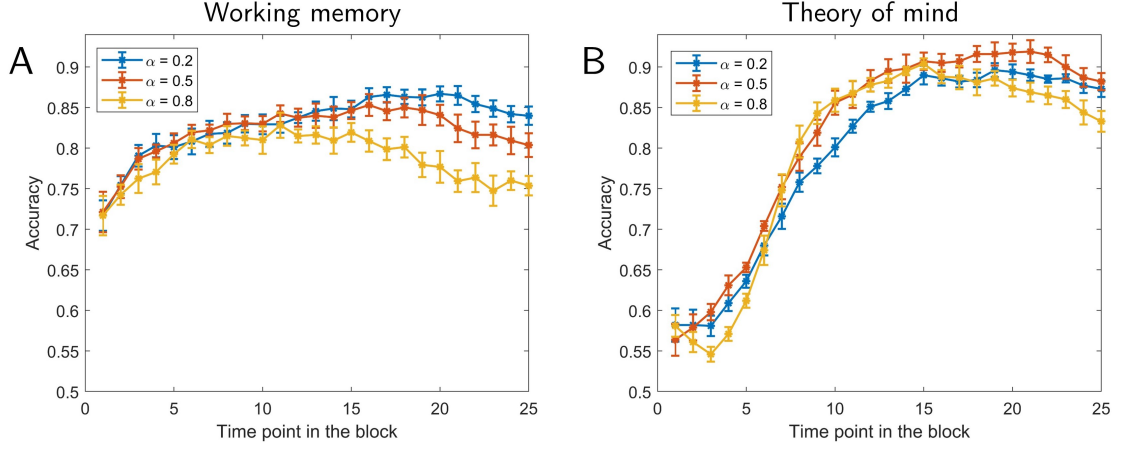 Working memory
A
α = 0.2
α = 0.5
α = 0.8
0.9
0.85
0.8
0.75
0.7
0.65
0.6
0.55
0.5
Accuracy
0 5 10 15 20 25
Time point in the block
Theory of mind
B
α = 0.2
α = 0.5
α = 0.8
0.9
0.85
0.8
0.75
0.7
0.65
0.6
0.55
0.5
Accuracy
0 5 10 15 20 25
Time point in the block